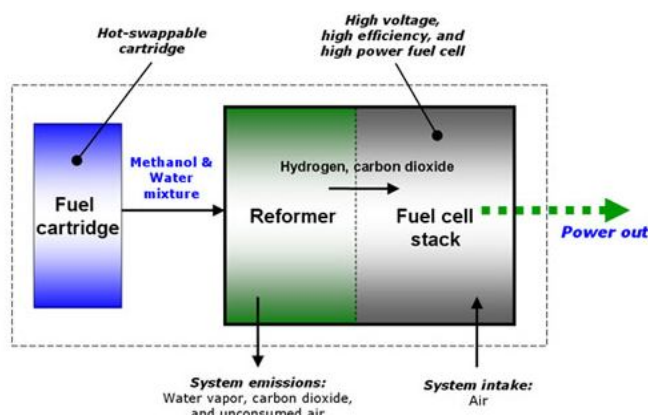 Hot-swappable
cartridge
High voltage,
high efficiency, and
high power fuel cell
Fuel
cartridge
Methanol &
Water
mixture
Hydrogen, carbon dioxide
Reformer
Fuel cell
stack
Power out
System emissions:
Water vapor, carbon dioxide,
and unconsumed air
System intake:
Air